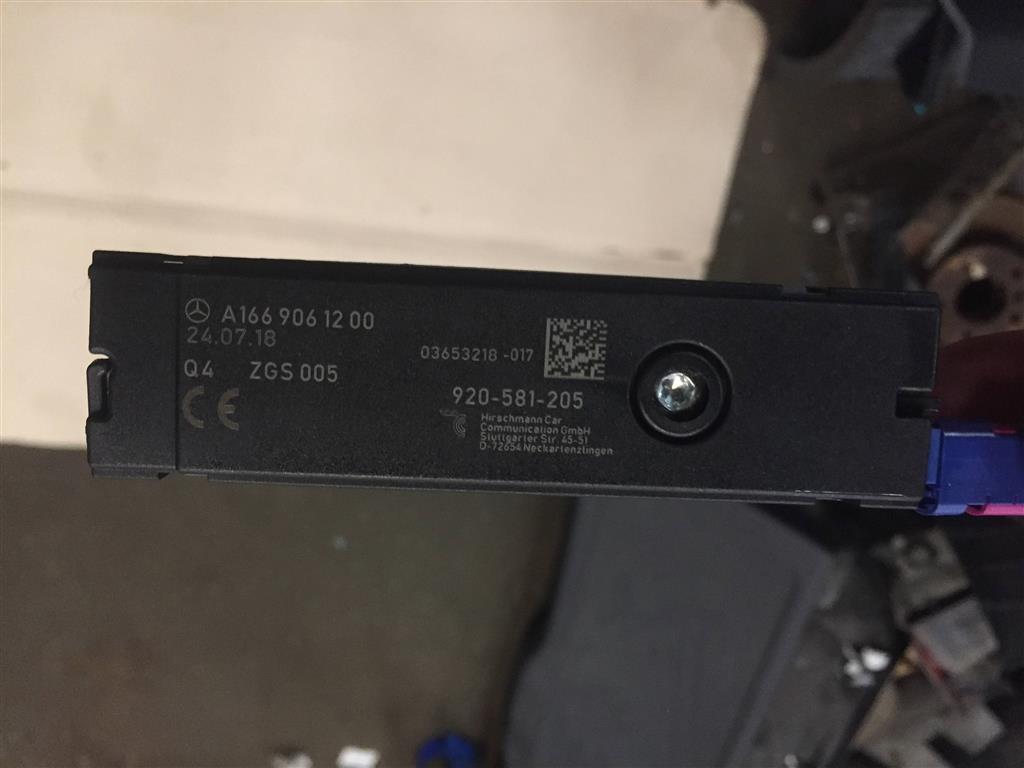 A166 906 12 00
24.07.18
Q4 ZGS 005
CE
03653218-017
920-581-205
Hirschmann Car
Communication GmbH
Stuttgarter Str. 45-51
D-72654 Neckartenzlingen